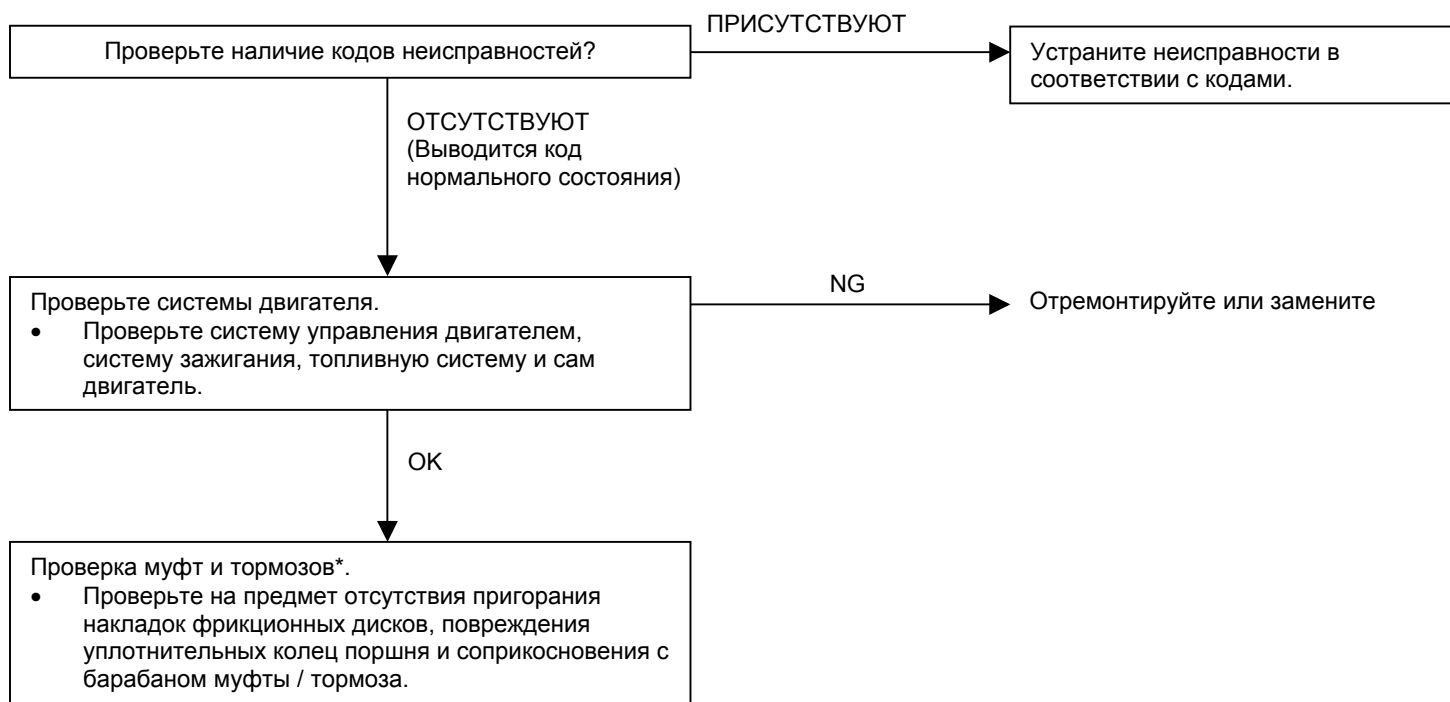 ПРИСУТСТВУЮТ
Проверьте наличие кодов неисправностей?
Устраните неисправности в
соответствии с кодами.
ОТСУТСТВУЮТ
(Выводится код
нормального состояния)
Проверьте системы двигателя.
• Проверьте систему управления двигателем,
систему зажигания, топливную систему и сам
двигатель.
NG
Отремонтируйте или замените
OK
Проверка муфт и тормозов*.
• Проверьте на предмет отсутствия пригорания
накладок фрикционных дисков, повреждения
уплотнительных колец поршня и соприкосновения с
барабаном муфты / тормоза.